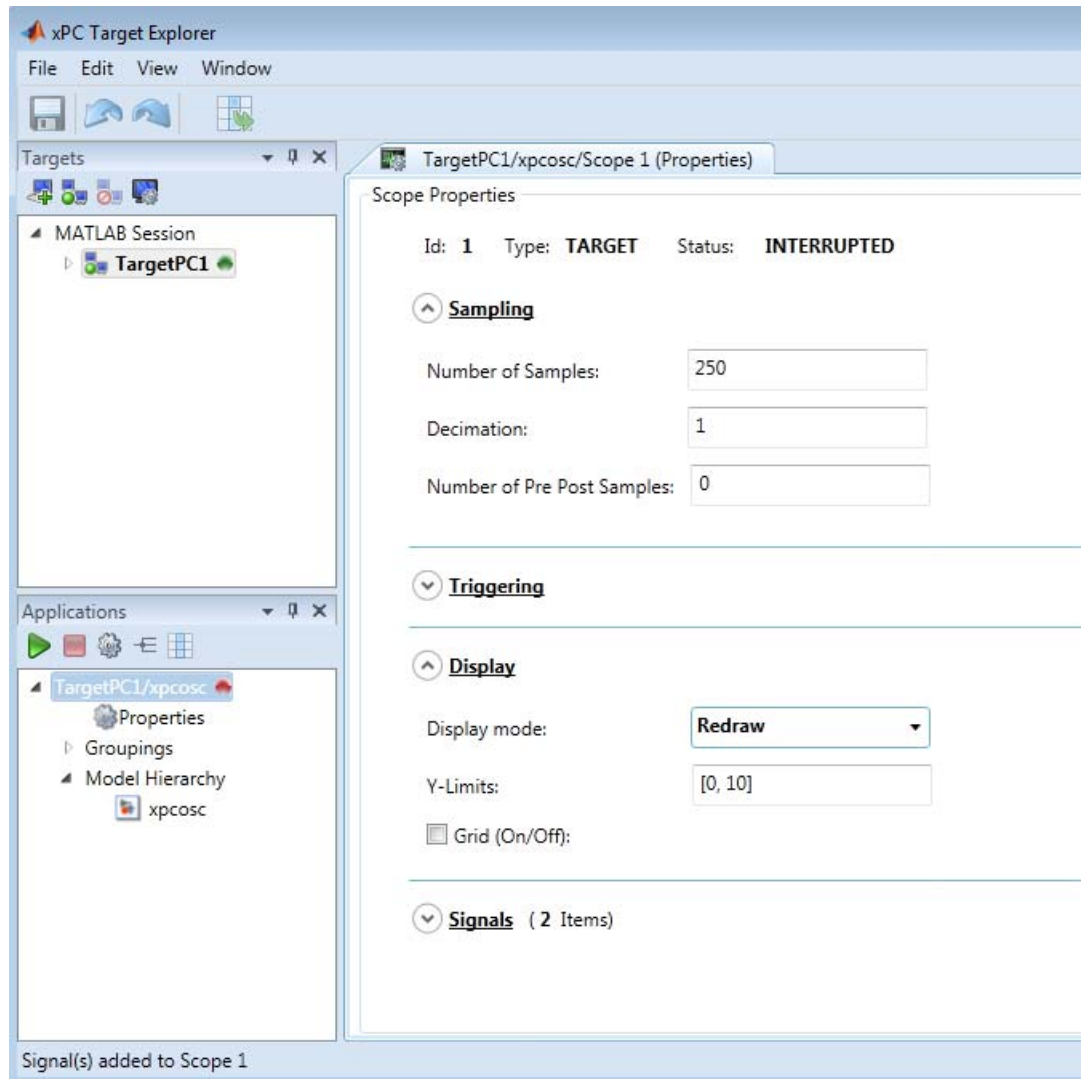 xPC Target Explorer
File Edit View Window
Targets
MATLAB Session
TargetPC1
Applications
TargetPC1/xpcosc
Properties
Groupings
Model Hierarchy
xpcosc
TargetPC1/xpcosc/Scope 1 (Properties)
Scope Properties
Id: 1 Type: TARGET Status: INTERRUPTED
Sampling
Number of Samples: 250
Decimation: 1
Number of Pre Post Samples: 0
Triggering
Display
Display mode: Redraw
Y-Limits: [0, 10]
Grid (On/Off):
Signals ( 2 Items)
Signal(s) added to Scope 1